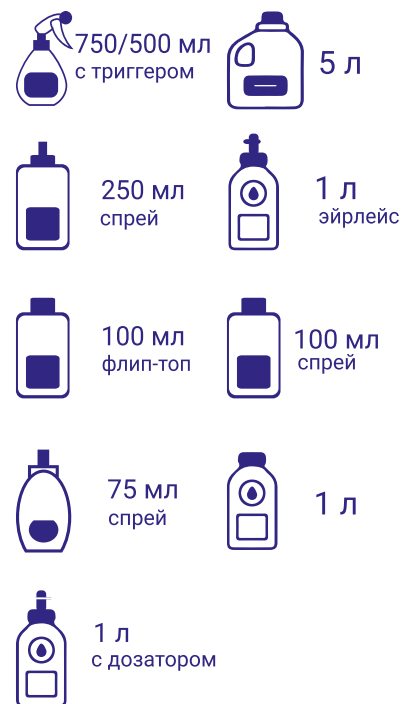 750/500 мл
с триггером
5 л
250 мл
спрей
1 л
эйрлейс
100 мл
флип-топ
100 мл
спрей
75 мл
спрей
1 л
1 л
с дозатором